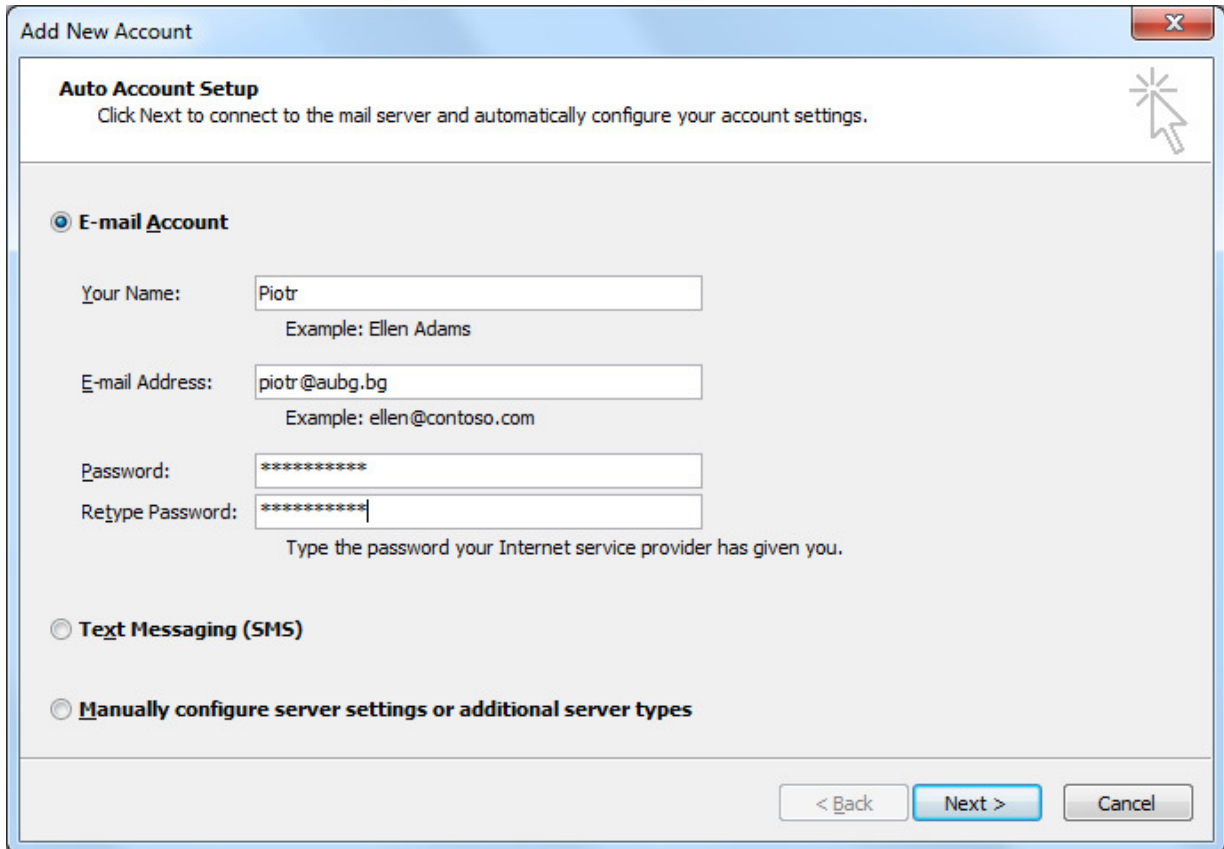 Add New Account
Auto Account Setup
Click Next to connect to the mail server and automatically configure your account settings.
E-mail Account
Your Name: Piotr
Example: Ellen Adams
E-mail Address: piotr@aubg.bg
Example: ellen@contoso.com
Password: **********
Retype Password: **********
Type the password your Internet service provider has given you.
Text Messaging (SMS)
Manually configure server settings or additional server types
< Back Next > Cancel